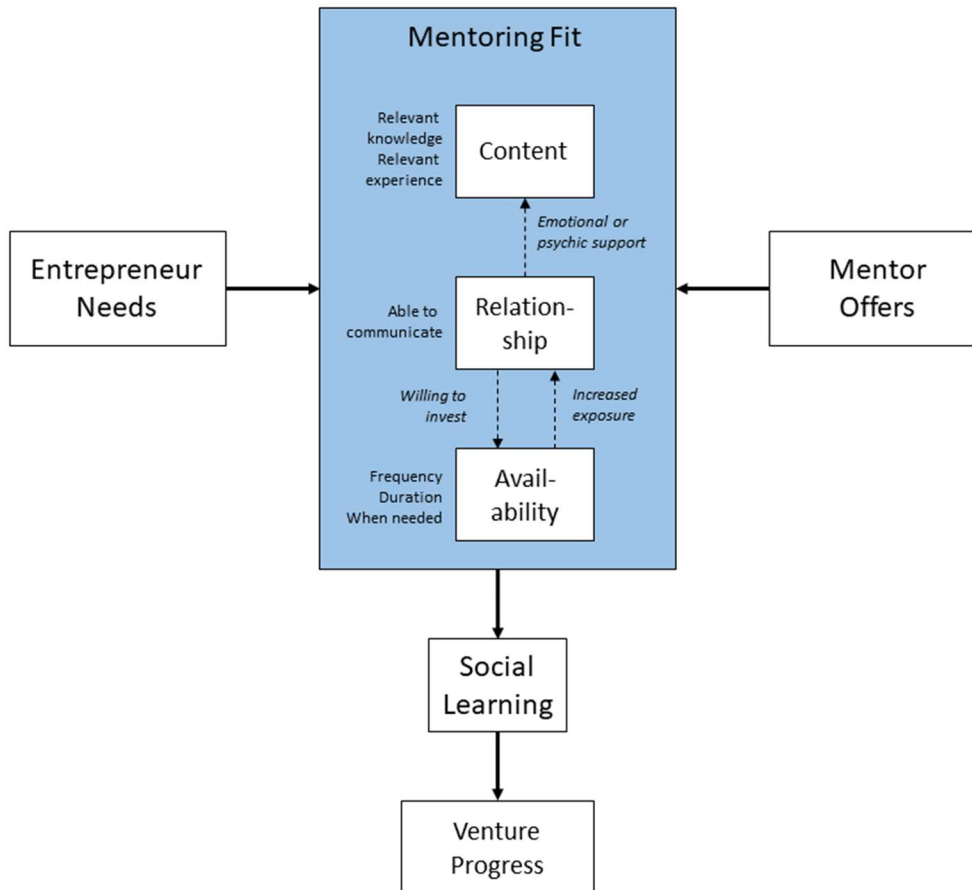 Mentoring Fit
Relevant
knowledge
Relevant
experience
Content
Emotional or
psychic support
Entrepreneur
Needs
Able to
communicate
Relation-
ship
Mentor
Offers
Willing to
invest
Increased
exposure
Frequency
Duration
When needed
Avail-
ability
Social
Learning
Venture
Progress